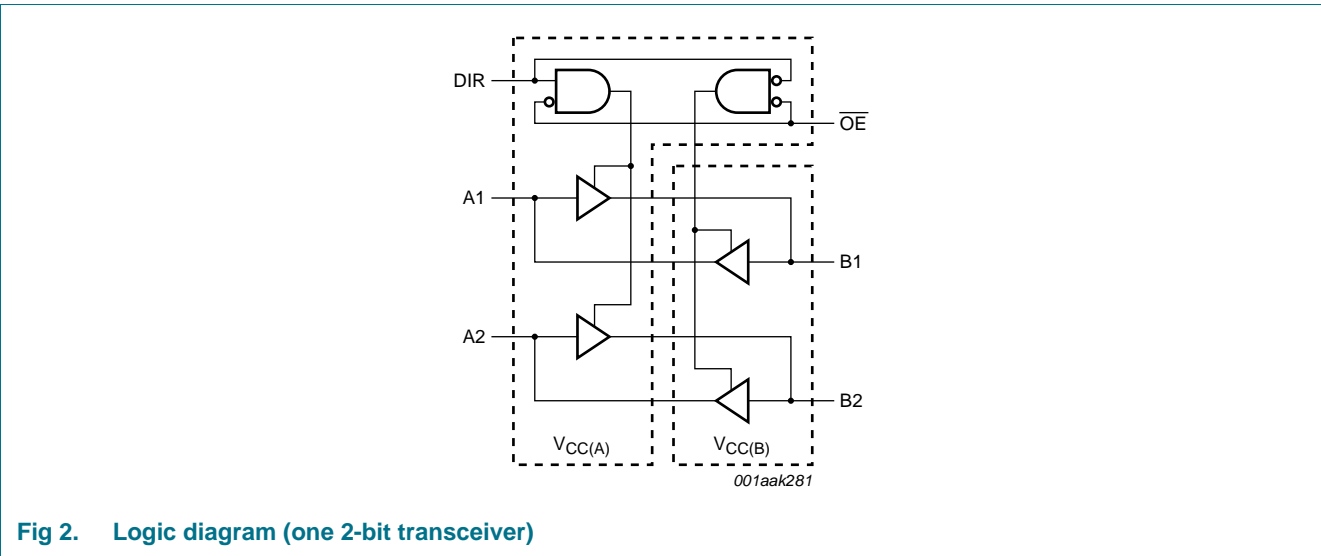 DIR
OE
A1
B1
A2
B2
VCC(A)
VCC(B)
001aak281
Fig 2. Logic diagram (one 2-bit transceiver)